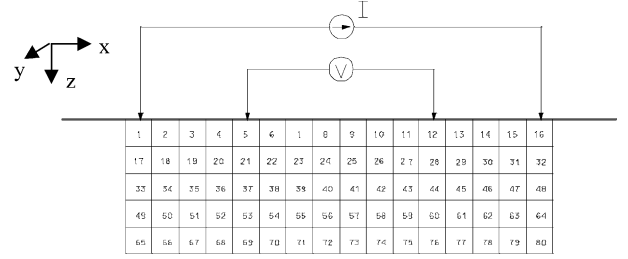 I
x
y
z
V
1 2 3 4 5 6 1 8 9 10 11 12 13 14 15 16
17 18 19 20 21 22 23 24 25 26 27 28 29 30 31 32
33 34 35 36 37 38 39 40 41 42 43 44 45 46 47 48
49 50 51 52 53 54 55 56 57 58 59 60 61 62 63 64
65 66 67 68 69 70 71 72 73 74 75 76 77 78 79 80